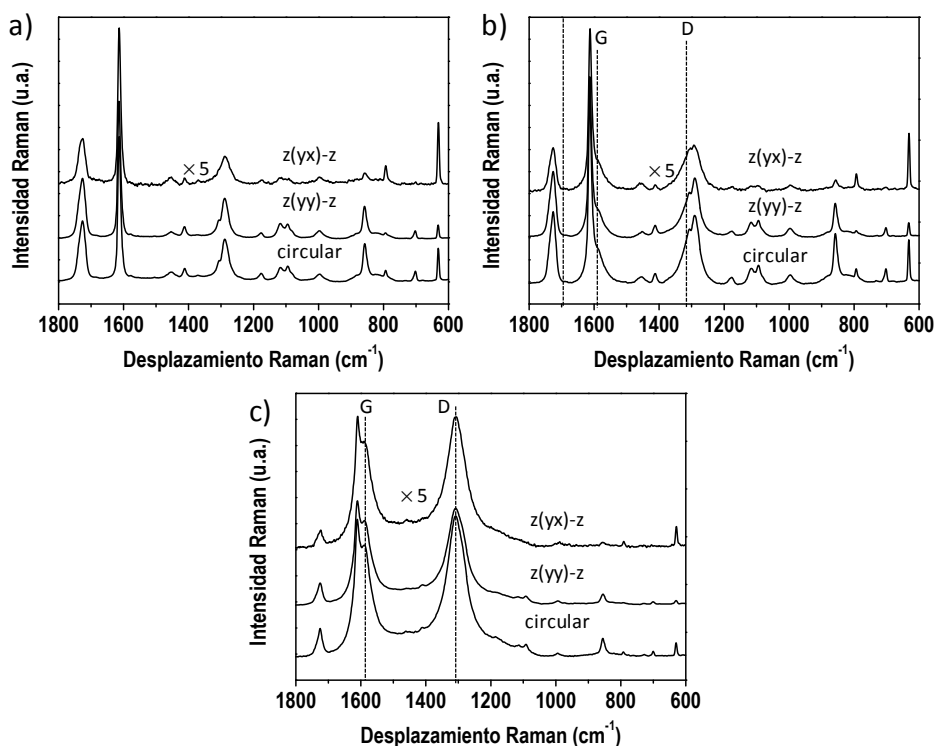 a)
Intensidad Raman (u.a.)
× 5
z(yx)-z
z(yy)-z
circular
1800 1600 1400 1200 1000 800 600
Desplazamiento Raman (cm⁻¹)
b)
Intensidad Raman (u.a.)
G
D
× 5
z(yx)-z
z(yy)-z
circular
1800 1600 1400 1200 1000 800 600
Desplazamiento Raman (cm⁻¹)
c)
Intensidad Raman (u.a.)
G
D
× 5
z(yx)-z
z(yy)-z
circular
1800 1600 1400 1200 1000 800 600
Desplazamiento Raman (cm⁻¹)